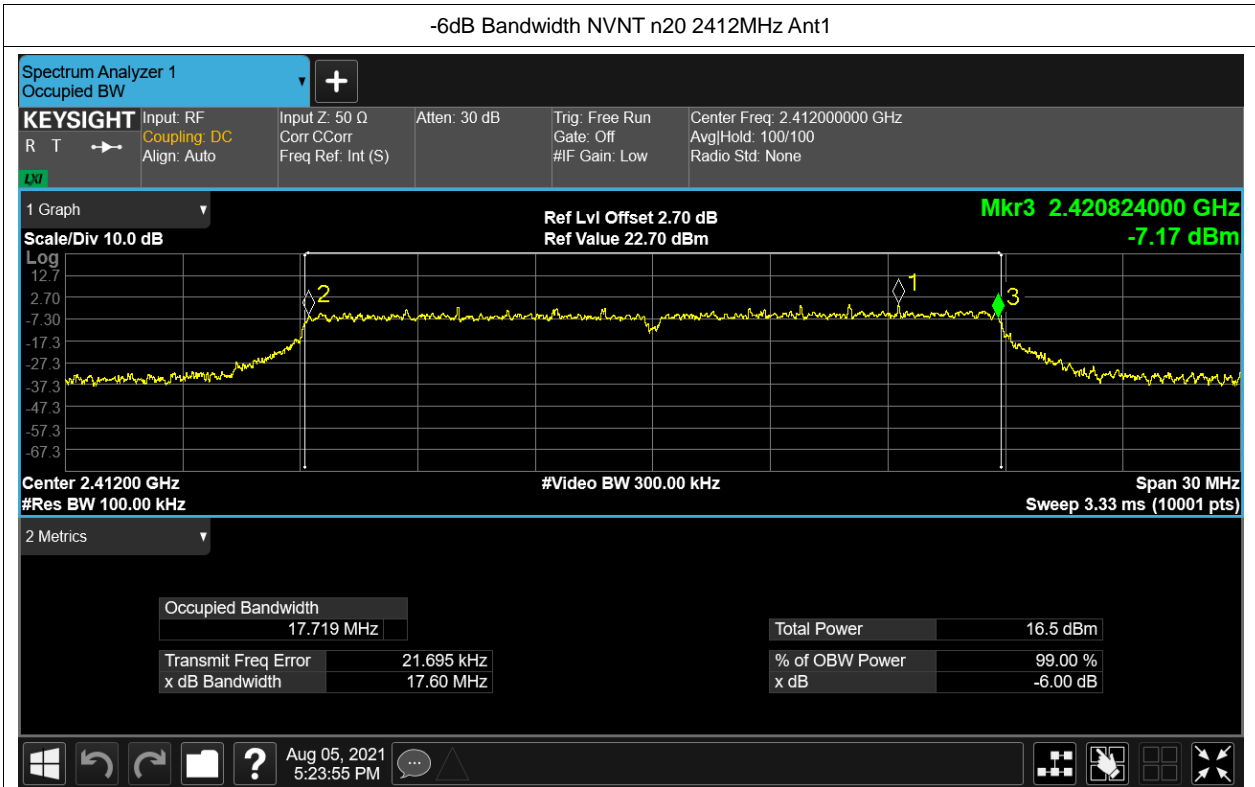 -6dB Bandwidth NVNT n20 2412MHz Ant1
Spectrum Analyzer 1
Occupied BW
KEYSIGHT
R T
LXI
Input: RF
Coupling: DC
Align: Auto
Input Z: 50 Ω
Corr CCorr
Freq Ref: Int (S)
Atten: 30 dB
Trig: Free Run
Gate: Off
#IF Gain: Low
Center Freq: 2.412000000 GHz
Avg|Hold: 100/100
Radio Std: None
1 Graph
Scale/Div 10.0 dB
Ref Lvl Offset 2.70 dB
Ref Value 22.70 dBm
Mkr3 2.420824000 GHz
-7.17 dBm
Log
12.7
2.70
-7.30
-17.3
-27.3
-37.3
-47.3
-57.3
-67.3
2
1
3
Center 2.41200 GHz
#Res BW 100.00 kHz
#Video BW 300.00 kHz
Span 30 MHz
Sweep 3.33 ms (10001 pts)
2 Metrics
Occupied Bandwidth
17.719 MHz
Transmit Freq Error 21.695 kHz
x dB Bandwidth 17.60 MHz
Total Power 16.5 dBm
% of OBW Power 99.00 %
x dB -6.00 dB
Aug 05, 2021
5:23:55 PM